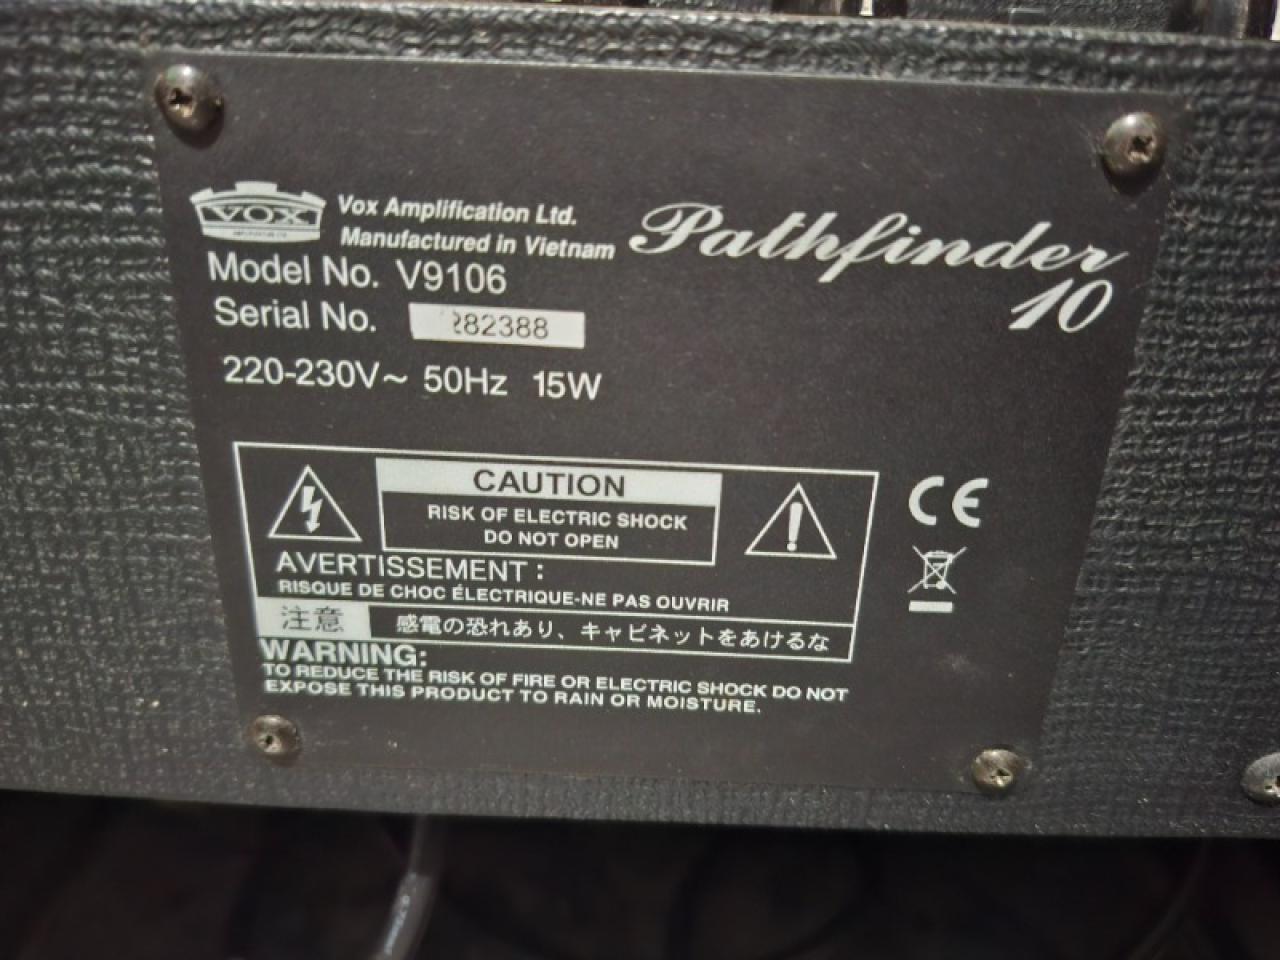 VOX
Vox Amplification Ltd.
Manufactured in Vietnam
Pathfinder
10
Model No. V9106
Serial No. 82388
220-230V~ 50Hz 15W
CAUTION
RISK OF ELECTRIC SHOCK
DO NOT OPEN
AVERTISSEMENT :
RISQUE DE CHOC ÉLECTRIQUE-NE PAS OUVRIR
注意 感電の恐れあり、キャビネットをあけるな
WARNING:
TO REDUCE THE RISK OF FIRE OR ELECTRIC SHOCK DO NOT
EXPOSE THIS PRODUCT TO RAIN OR MOISTURE.
CE